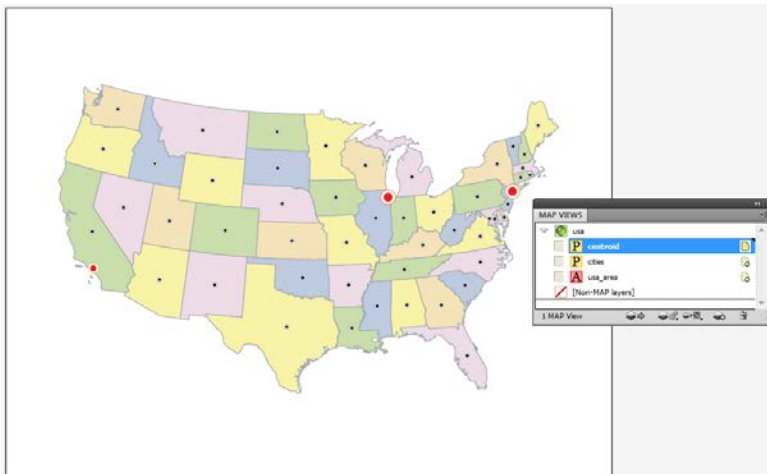 MAP VIEWS
usa
P centroid
P cities
A usa_area
[Non-MAP layers]
1 MAP View